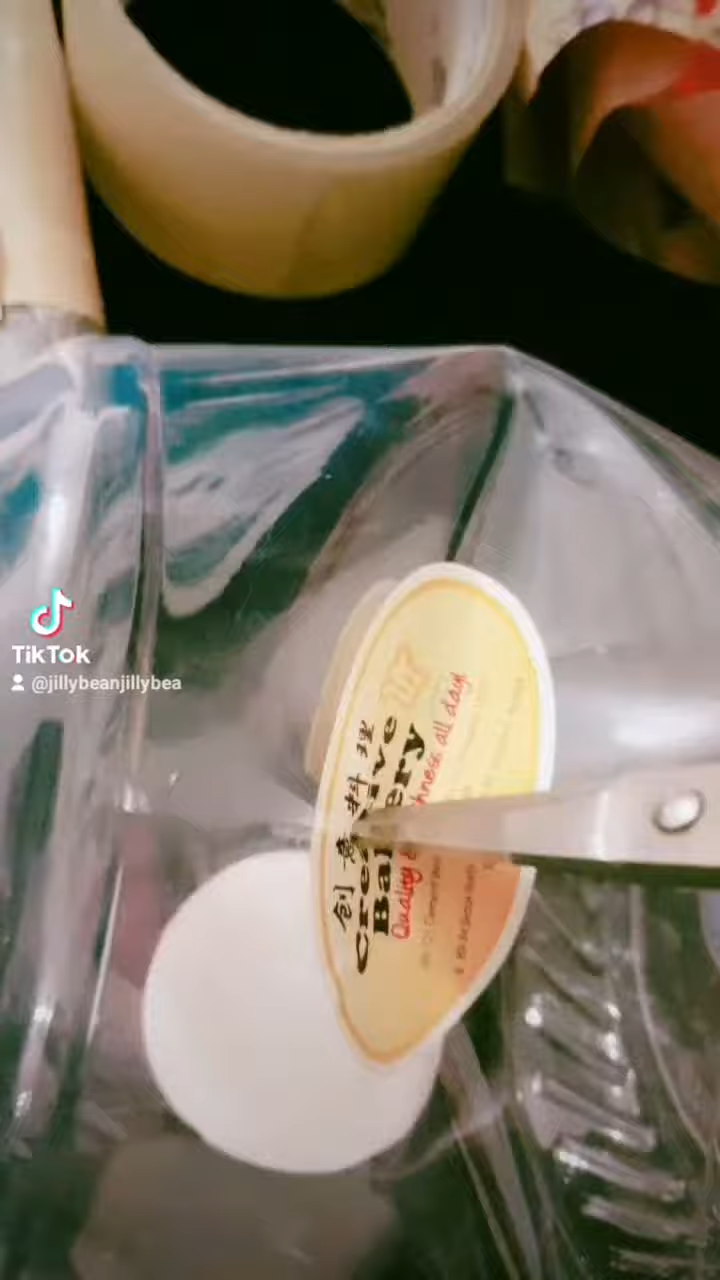 TikTok
@jillybeanjillybea
创意料理
Creative
Bakery
Quality & Freshness all day